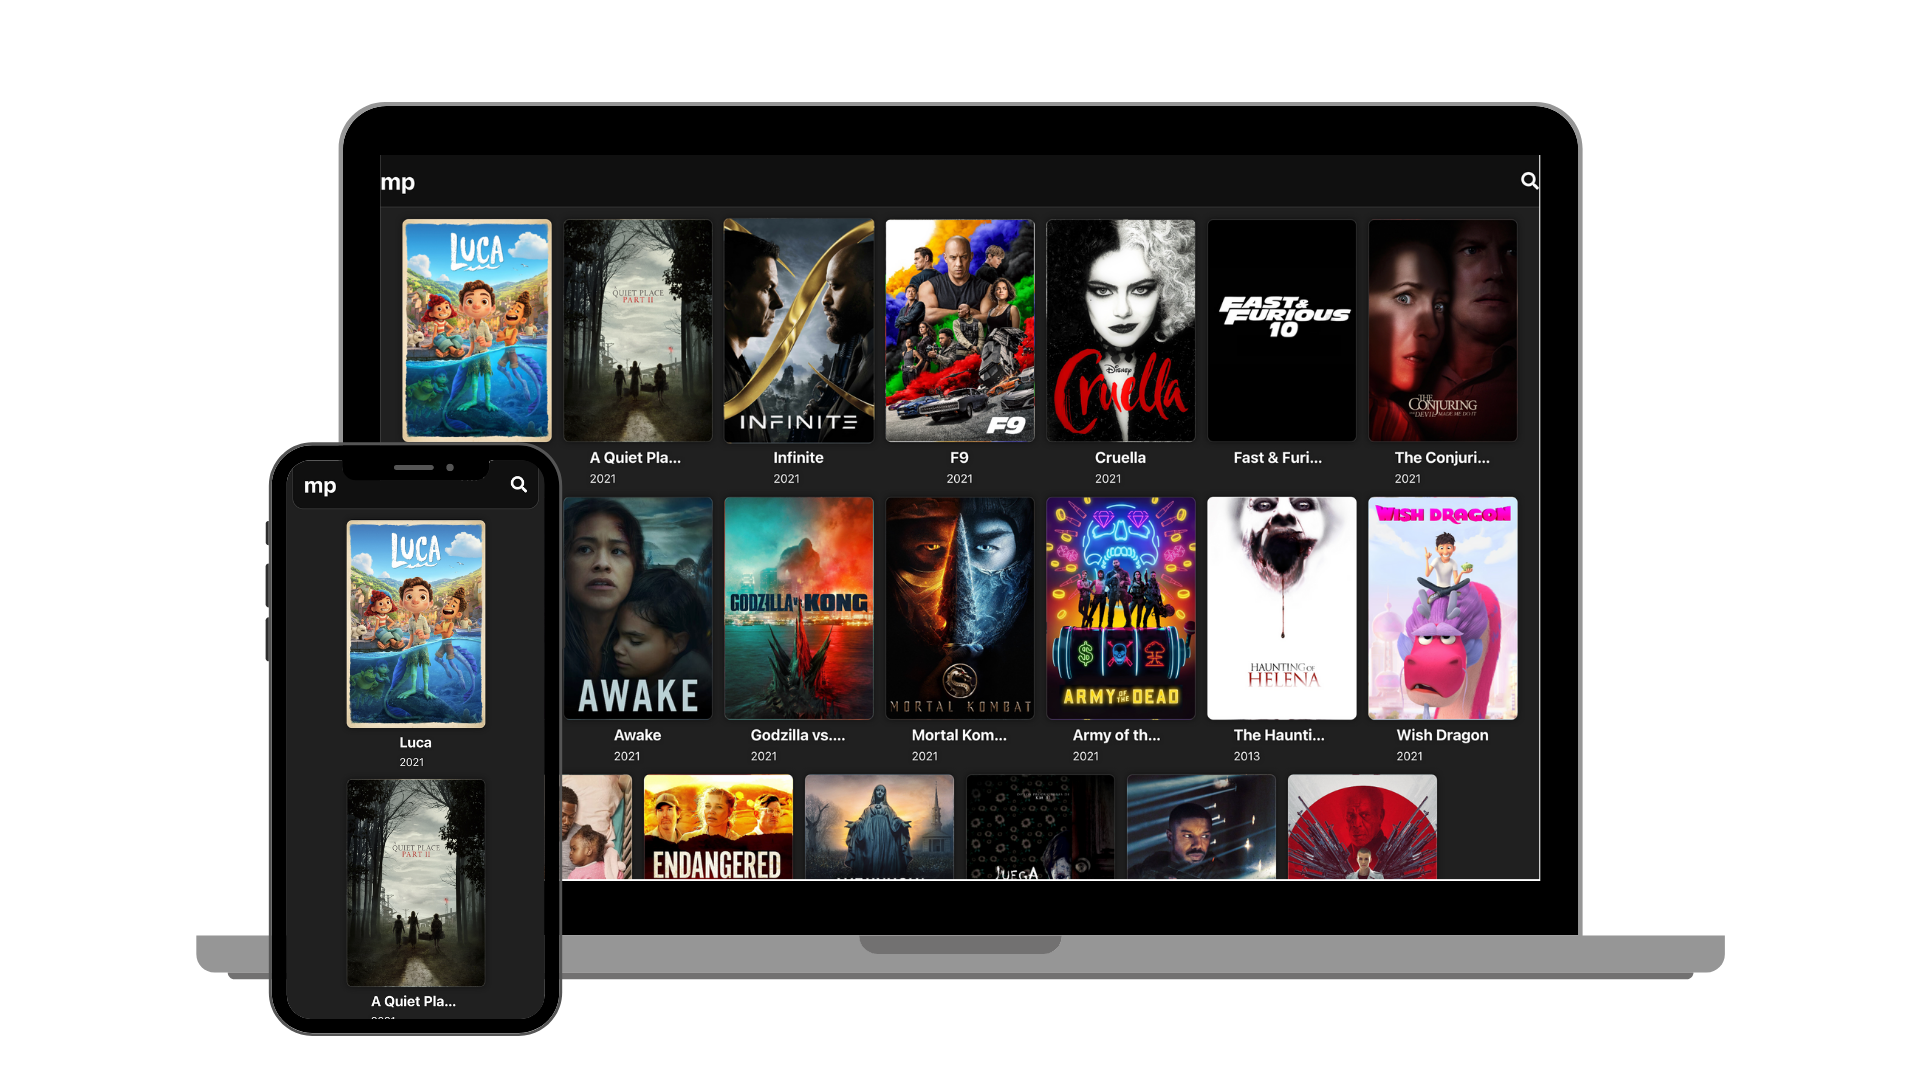 mp
LUCA
A QUIET PLACE
PART II
INFINITE
F9
Disney
Cruella
FAST &
FURIOUS
10
THE
CONJURING
THE DEVIL MADE ME DO IT
A Quiet Pla...
Infinite
F9
Cruella
Fast & Furi...
The Conjuri...
2021
2021
2021
2021
2021
AWAKE
GODZILLA vs. KONG
MORTAL KOMBAT
ARMY OF THE DEAD
HAUNTING OF
HELENA
WISH DRAGON
Awake
Godzilla vs....
Mortal Kom...
Army of th...
The Haunti...
Wish Dragon
2021
2021
2021
2021
2013
2021
ENDANGERED
JUEGA
mp
LUCA
Luca
2021
A QUIET PLACE
PART II
A Quiet Pla...